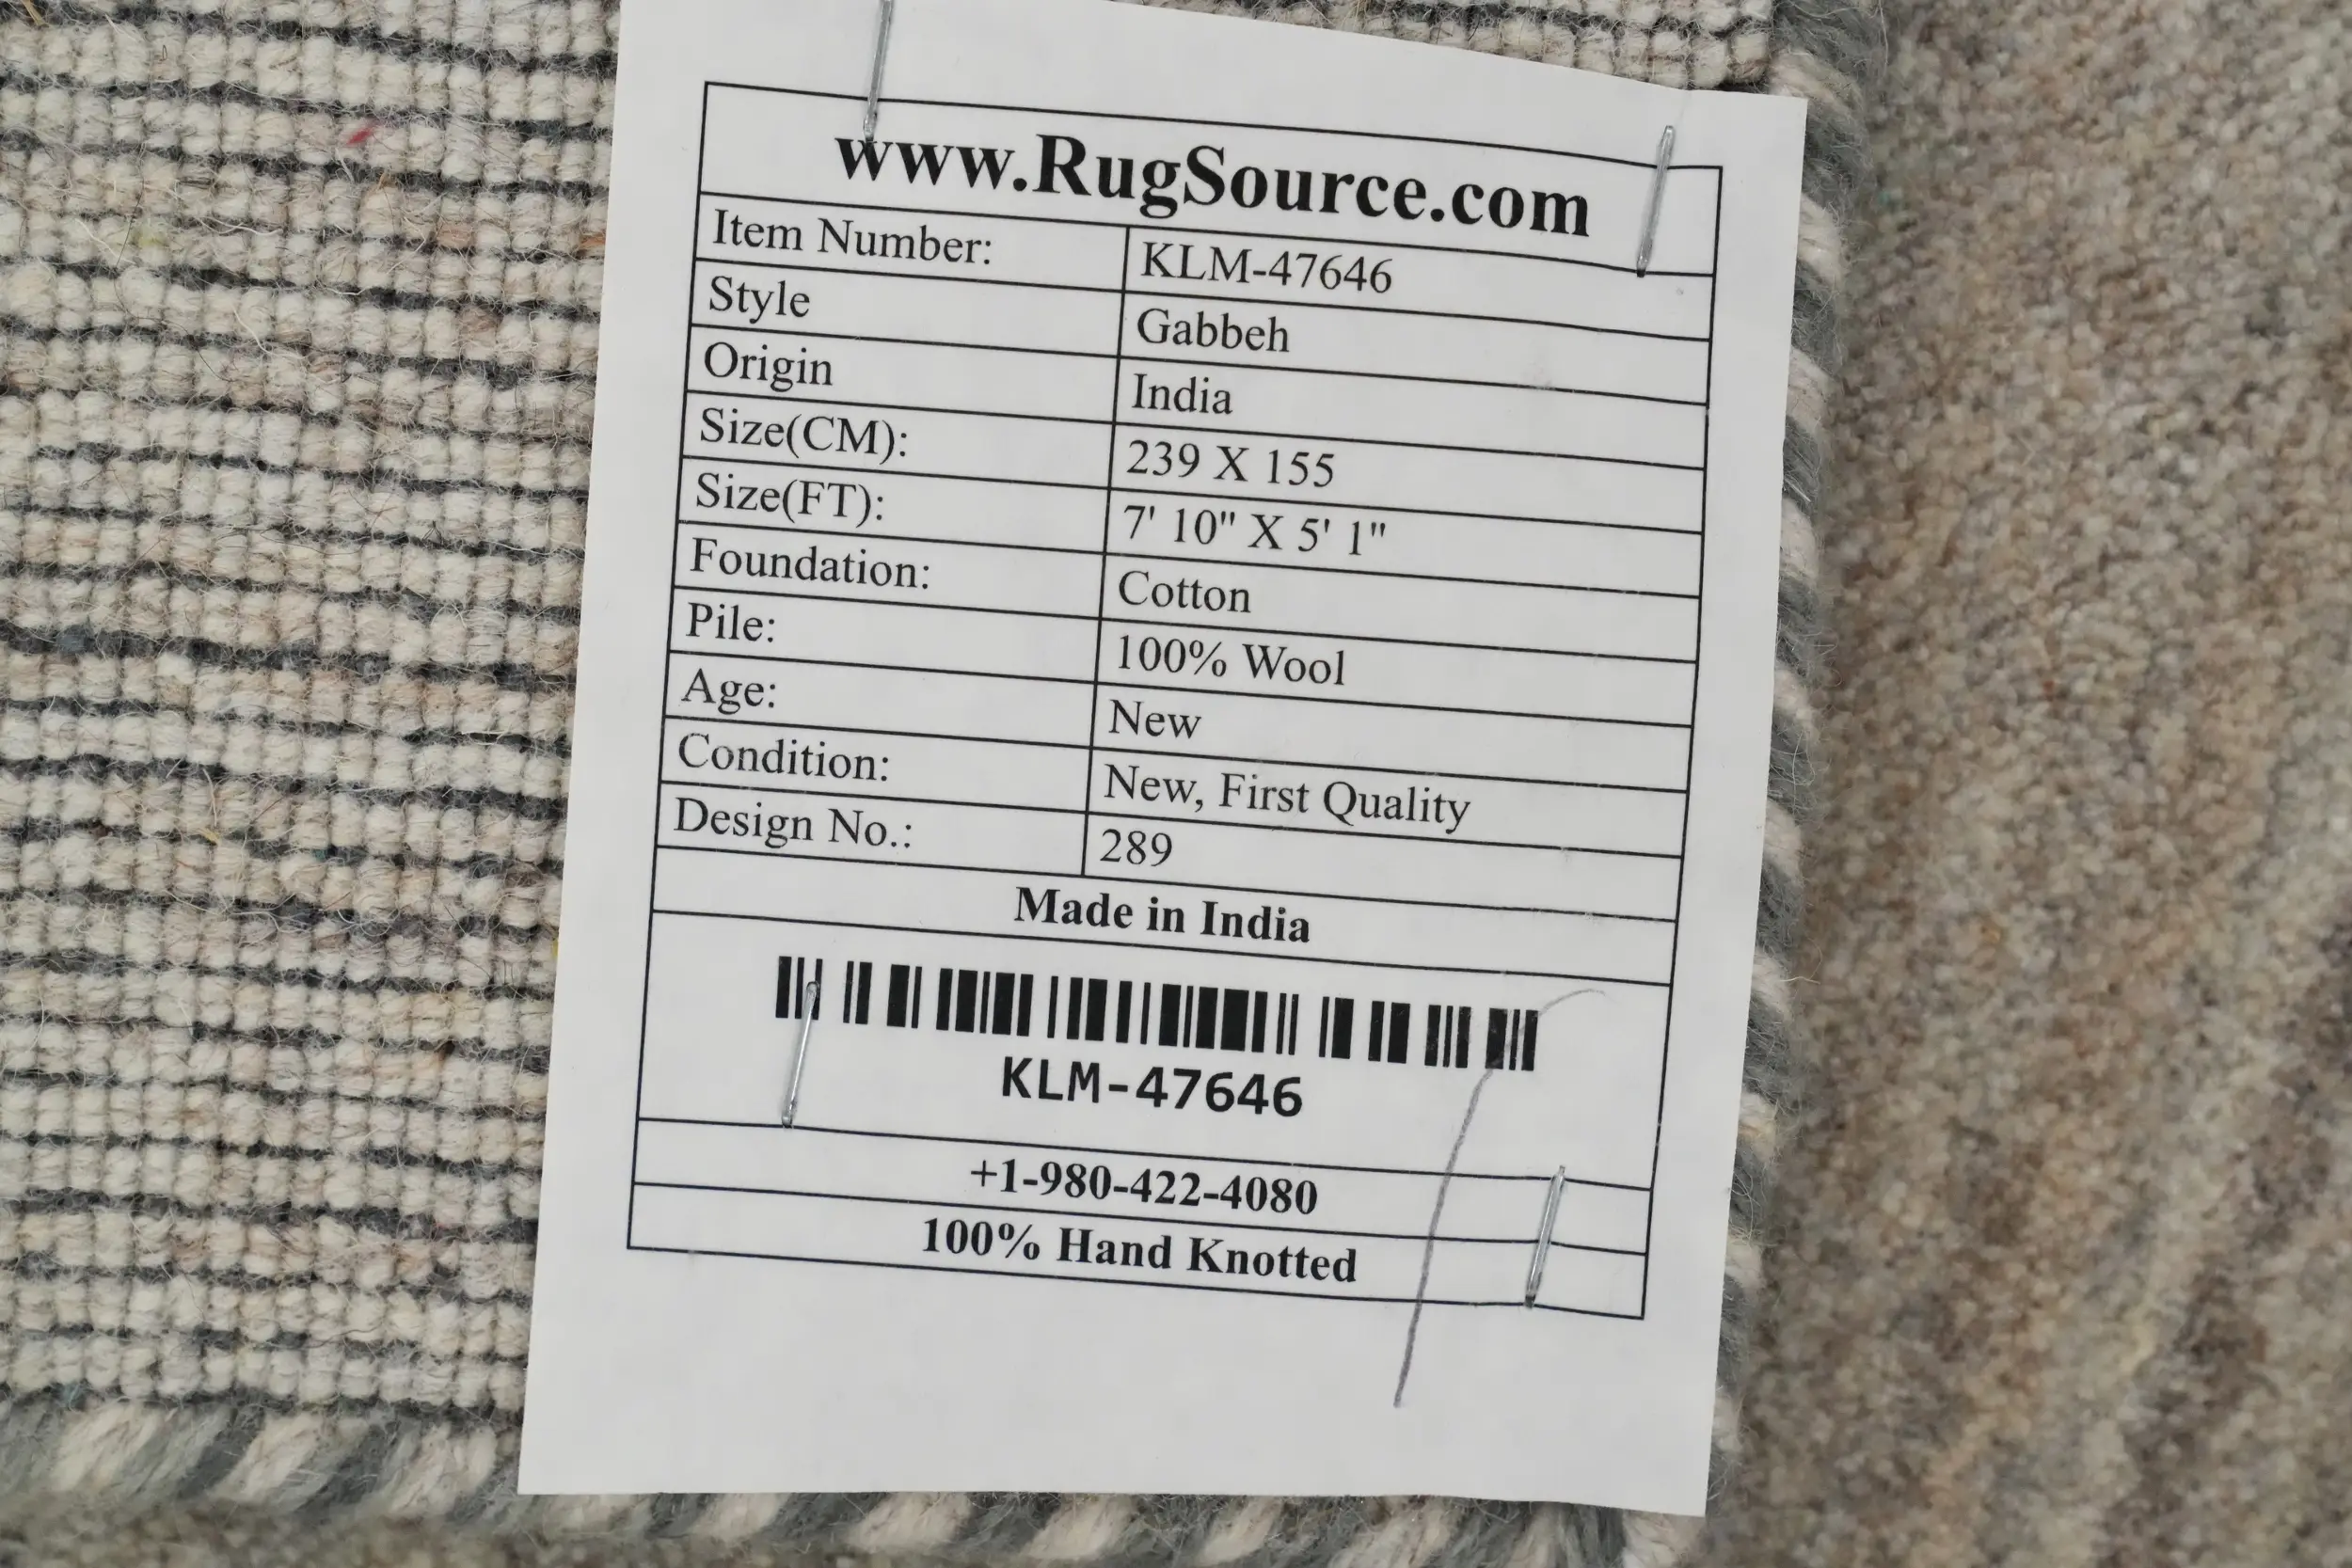 www.RugSource.com
Item Number: KLM-47646
Style Gabbeh
Origin India
Size(CM): 239 X 155
Size(FT): 7' 10" X 5' 1"
Foundation: Cotton
Pile: 100% Wool
Age: New
Condition: New, First Quality
Design No.: 289
Made in India
KLM-47646
+1-980-422-4080
100% Hand Knotted